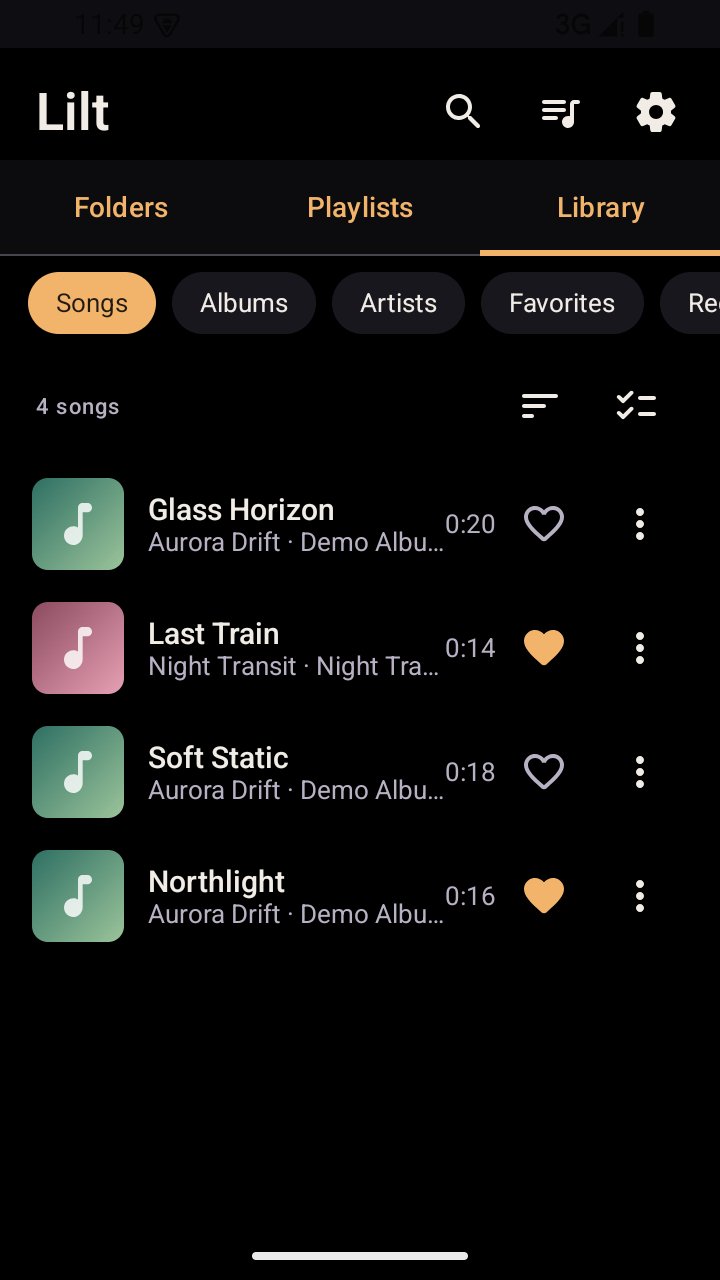 11:49
3G
Lilt
Folders
Playlists
Library
Songs
Albums
Artists
Favorites
4 songs
Glass Horizon
Aurora Drift · Demo Albu…
0:20
Last Train
Night Transit · Night Tra…
0:14
Soft Static
Aurora Drift · Demo Albu…
0:18
Northlight
Aurora Drift · Demo Albu…
0:16